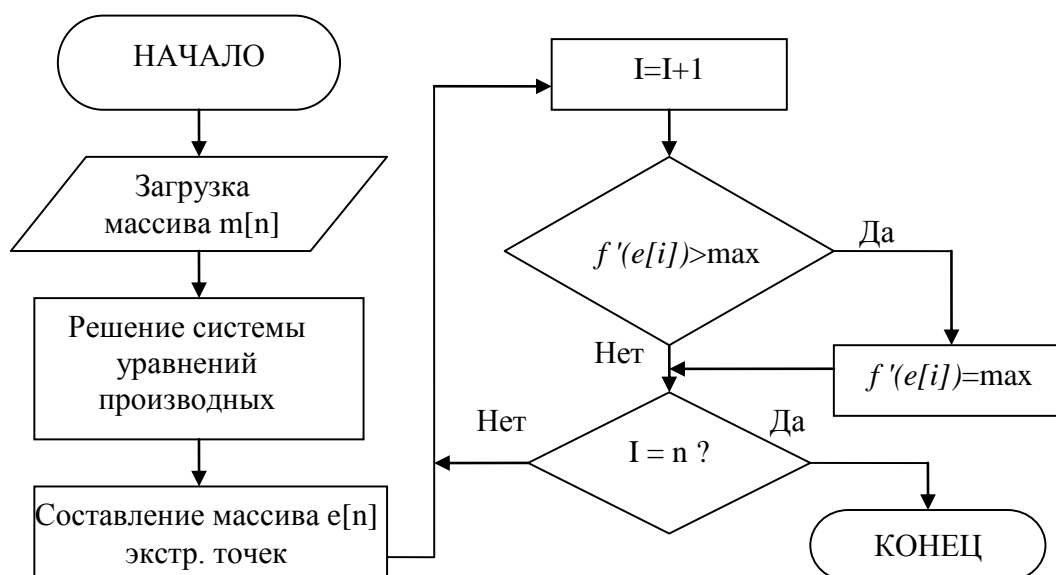 НАЧАЛО
Загрузка
массива m[n]
Решение системы
уравнений
производных
Составление массива e[n]
экстр. точек
I=I+1
f '(e[i])>max
Да
Нет
f '(e[i])=max
Нет
I = n ?
Да
КОНЕЦ